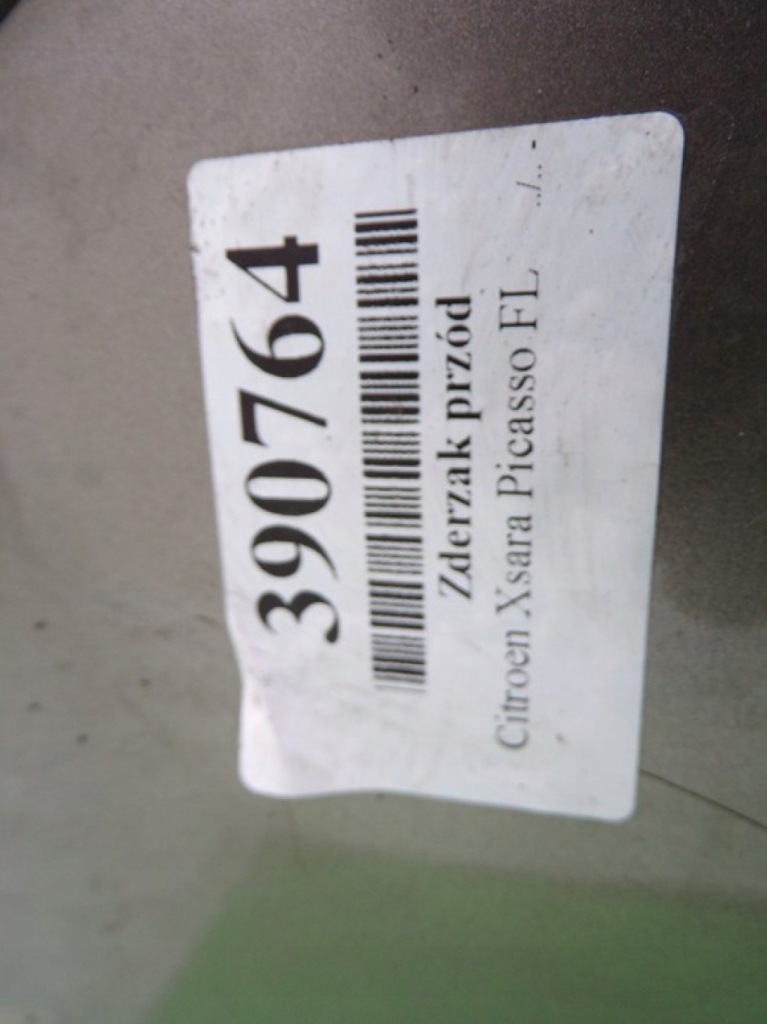 390764
Zderzak przód
Citroen Xsara Picasso FL
../.. -